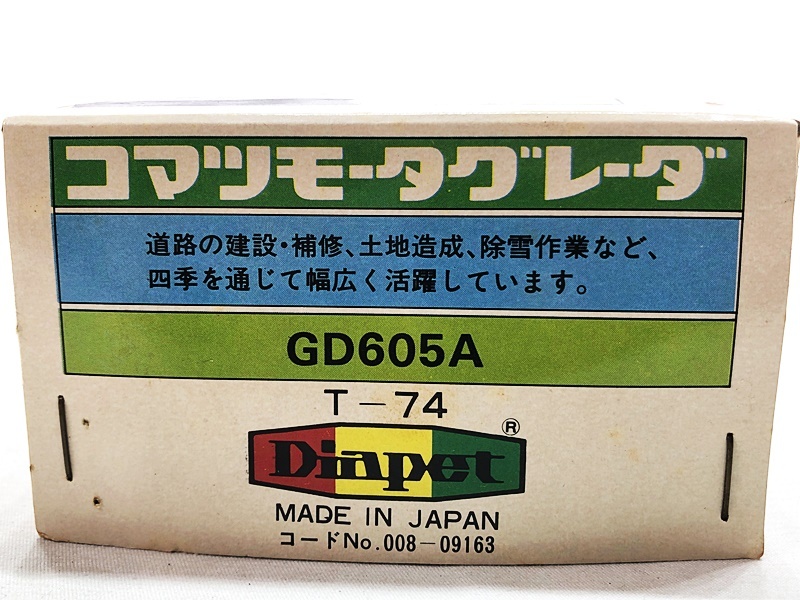 コマツモータグレーダ
道路の建設・補修、土地造成、除雪作業など、
四季を通じて幅広く活躍しています。
GD605A
T－74
Diapet ®
MADE IN JAPAN
コードNo.008－09163